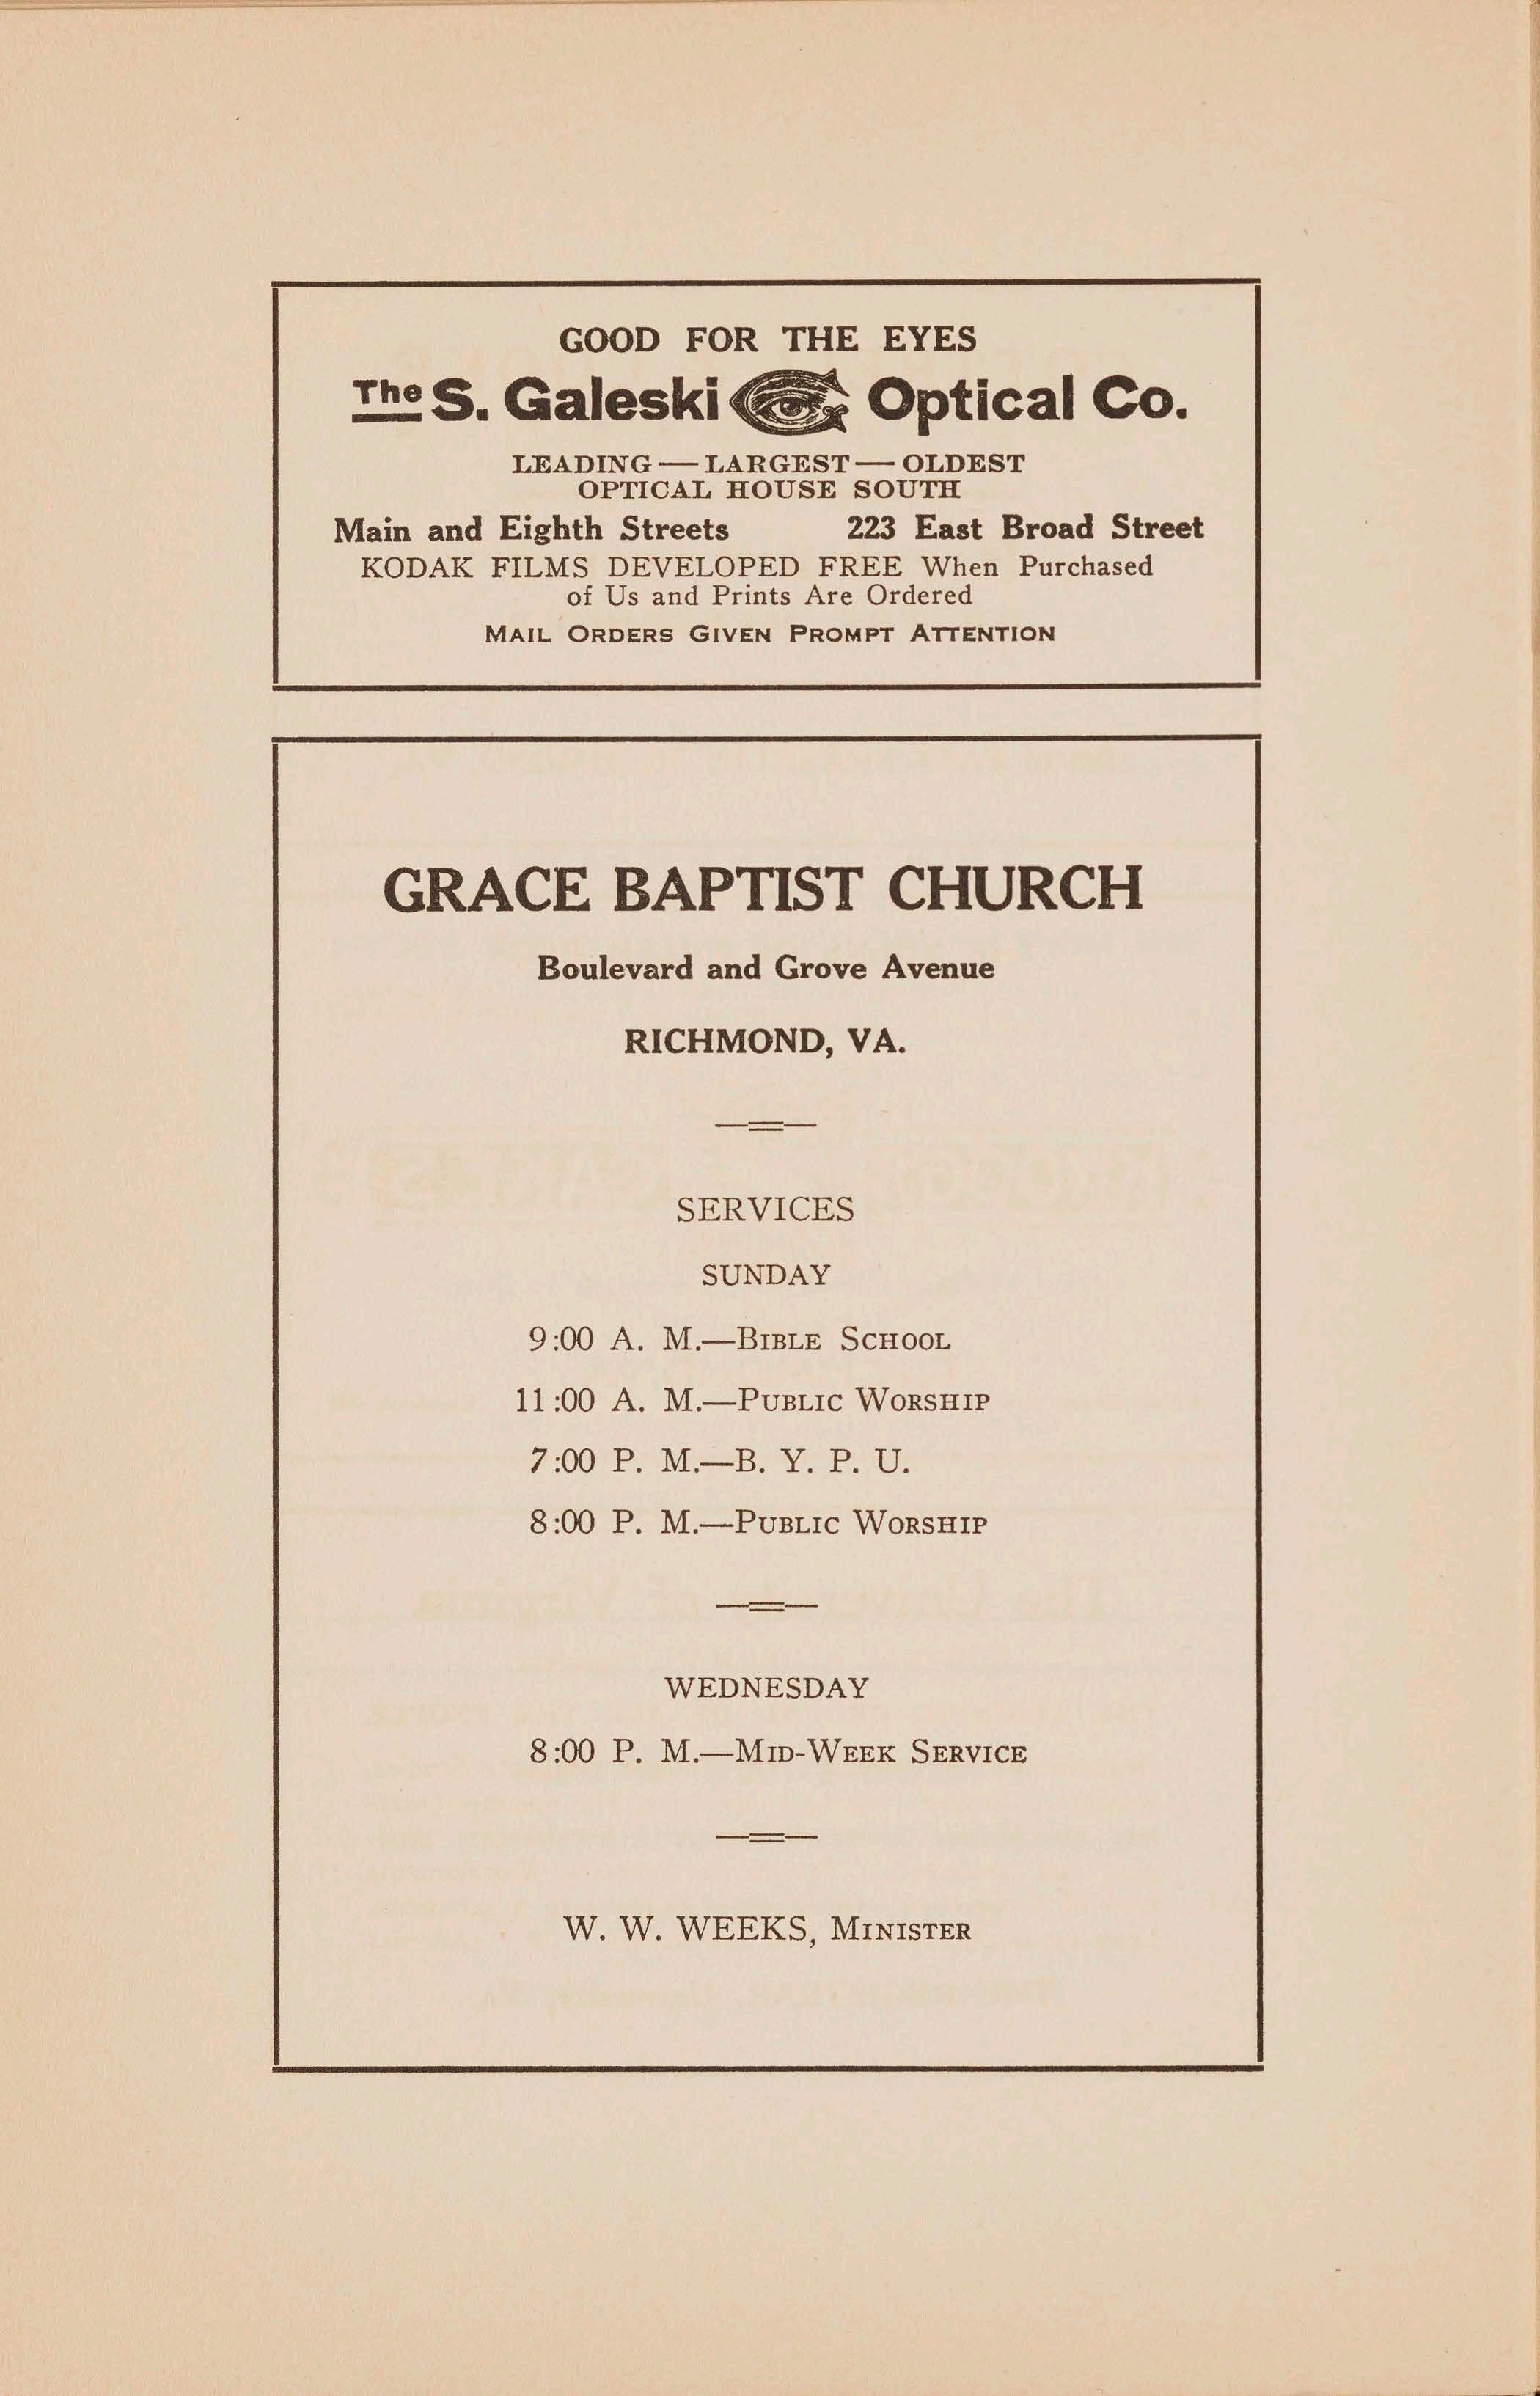 GOOD FOR THE EYES
The S. Galeski Optical Co.
LEADING — LARGEST — OLDEST
OPTICAL HOUSE SOUTH
Main and Eighth Streets 223 East Broad Street
KODAK FILMS DEVELOPED FREE When Purchased
of Us and Prints Are Ordered
MAIL ORDERS GIVEN PROMPT ATTENTION
GRACE BAPTIST CHURCH
Boulevard and Grove Avenue
RICHMOND, VA.
SERVICES
SUNDAY
9:00 A. M.—BIBLE SCHOOL
11:00 A. M.—PUBLIC WORSHIP
7:00 P. M.—B. Y. P. U.
8:00 P. M.—PUBLIC WORSHIP
WEDNESDAY
8:00 P. M.—MID-WEEK SERVICE
W. W. WEEKS, MINISTER